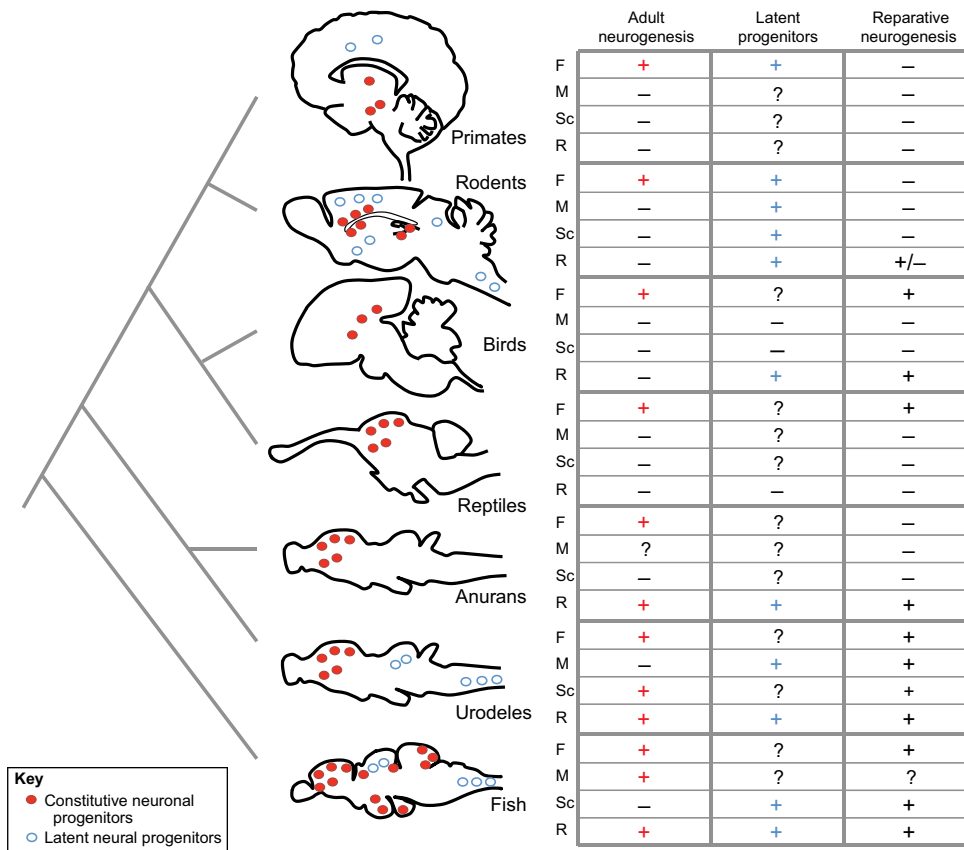 Adult neurogenesis Latent progenitors Reparative neurogenesis
Primates
F + + –
M – ? –
Sc – ? –
R – ? –
Rodents
F + + –
M – + –
Sc – + –
R – + +/–
Birds
F + ? +
M – – –
Sc – – –
R – + +
Reptiles
F + ? +
M – ? –
Sc – ? –
R – – –
Anurans
F + ? –
M ? ? –
Sc – ? –
R + + +
Urodeles
F + ? +
M – + +
Sc + ? +
R + + +
Fish
F + ? +
M + ? ?
Sc – + +
R + + +
Key
Constitutive neuronal
progenitors
Latent neural progenitors